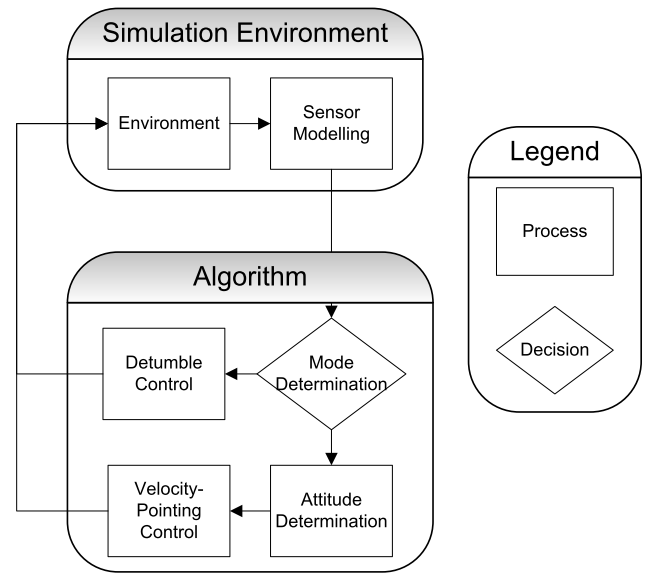 Simulation Environment
Environment
Sensor
Modelling
Legend
Process
Decision
Algorithm
Detumble
Control
Mode
Determination
Velocity-
Pointing
Control
Attitude
Determination